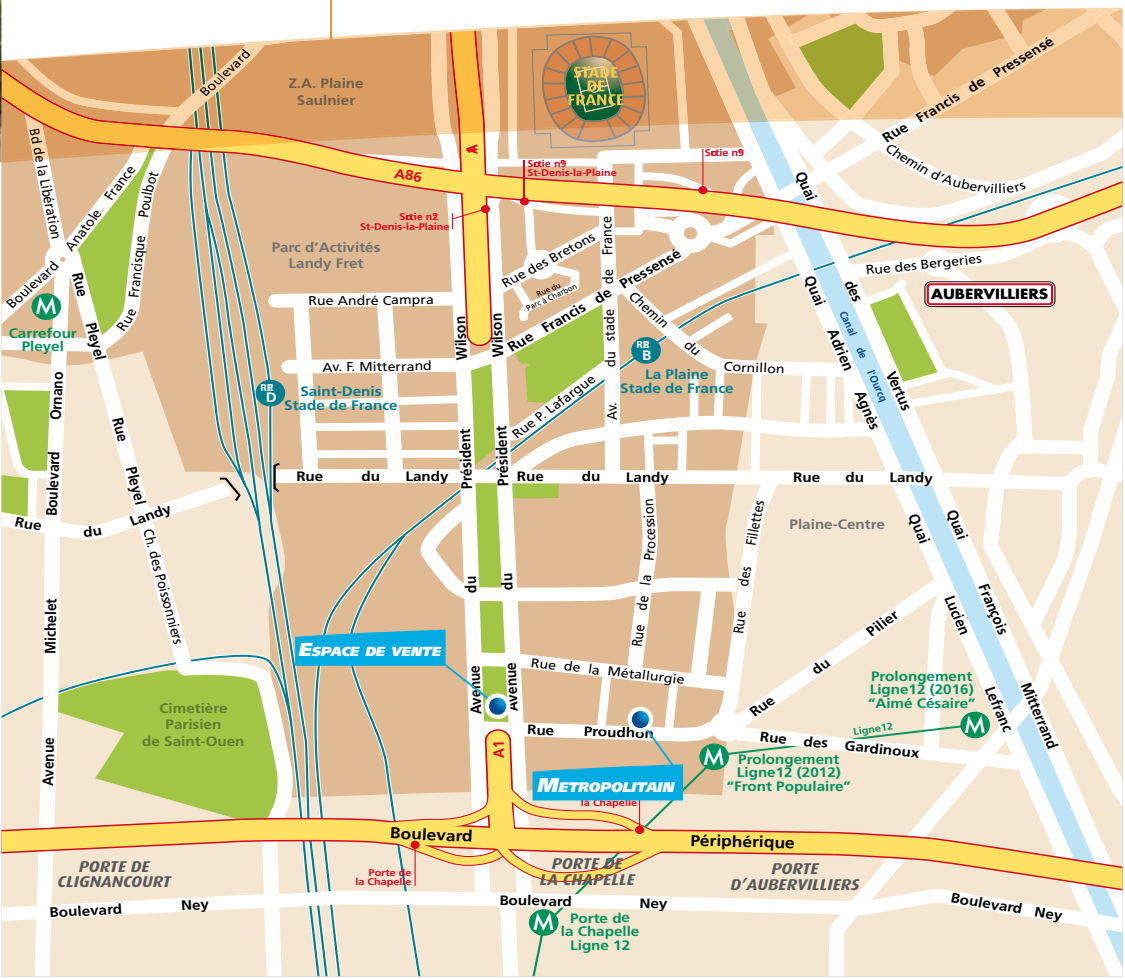 Boulevard
Z.A. Plaine
Saulnier
STADE
DE
FRANCE
Rue Francis de Pressensé
Chemin d'Aubervilliers
Bd de la Libération
Boulevard Anatole France
Rue Francisque Poulbot
A
A86
Sotie n9
St-Denis-la-Plaine
Sotie n9
Sotie n2
St-Denis-la-Plaine
Quai
Parc d'Activités
Landy Fret
Rue des Bretons
Rue du
Parc à Charbon
Rue Francis de Pressensé
Av. du stade de France
Rue des Bergeries
AUBERVILLIERS
Rue André Campra
Chemin du Cornillon
Quai Adrien Agnès
des Vertus
Canal de l'Ourcq
M
Carrefour
Pleyel
Rue Pleyel
Rue Pleyel
Wilson
Wilson
Av. F. Mitterrand
RER
B
La Plaine
Stade de France
RER
D
Saint-Denis
Stade de France
Rue P. Lafargue
Boulevard Ornano
Président
Président
Rue du Landy
Rue du Landy
Rue du Landy
Rue du Landy
Ch. des Poissonniers
Rue de la Procession
Rue des Fillettes
Plaine-Centre
Quai
Quai
du
du
Lucien
François
Avenue Michelet
Rue du Pilier
ESPACE DE VENTE
Avenue
Avenue
Rue de la Métallurgie
Prolongement
Ligne12 (2016)
“Aimé Césaire”
Lefranc
Mitterrand
M
Cimetière
Parisien
de Saint-Ouen
Rue Proudhon
Ligne12
Rue des Gardinoux
A1
M
Prolongement
Ligne12 (2012)
“Front Populaire”
METROPOLITAIN
la Chapelle
Boulevard Périphérique
PORTE DE
CLIGNANCOURT
Porte de
la Chapelle
PORTE DE
LA CHAPELLE
PORTE
D'AUBERVILLIERS
Boulevard Ney
Boulevard Ney
Boulevard Ney
M
Porte de
la Chapelle
Ligne 12